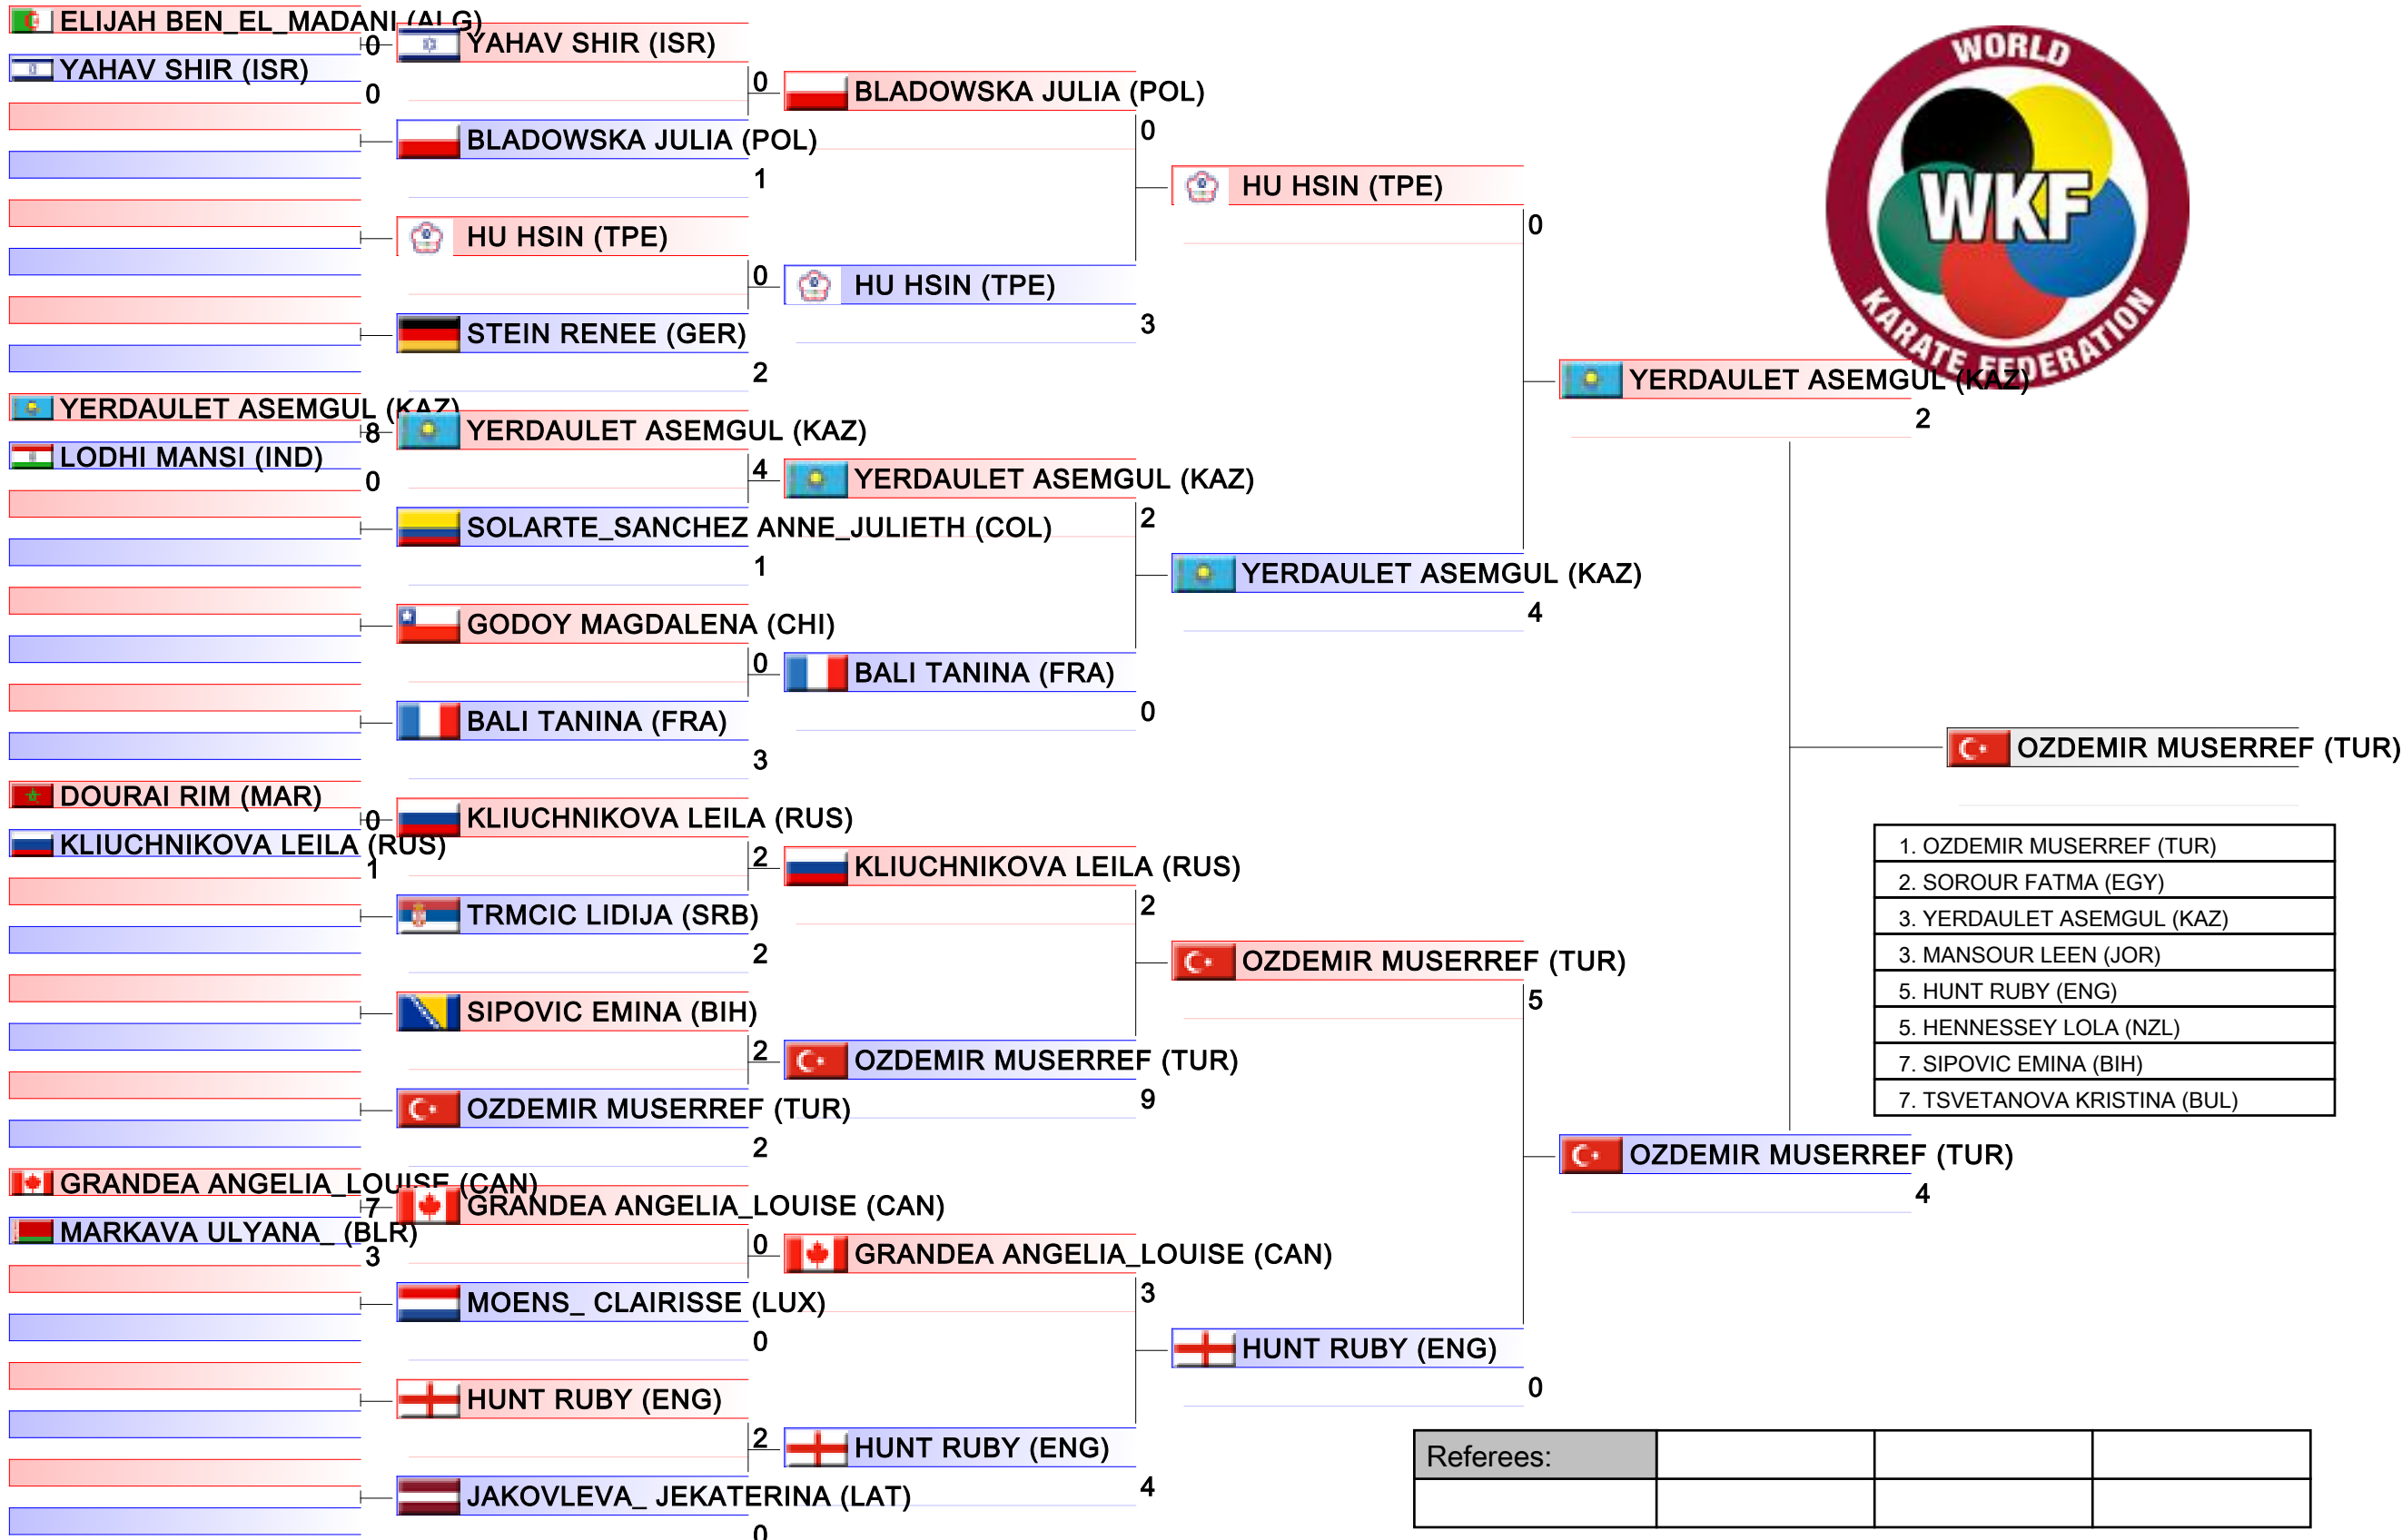 ELIJAH BEN_EL_MADANI (ALG)
0
YAHAV SHIR (ISR)
0
YERDAULET ASEMGUL (KAZ)
8
LODHI MANSI (IND)
0
DOURAI RIM (MAR)
0
KLIUCHNIKOVA LEILA (RUS)
1
GRANDEA ANGELIA_LOUISE (CAN)
7
MARKAVA ULYANA_ (BLR)
3
YAHAV SHIR (ISR)
0
BLADOWSKA JULIA (POL)
1
HU HSIN (TPE)
0
STEIN RENEE (GER)
2
YERDAULET ASEMGUL (KAZ)
4
SOLARTE_SANCHEZ ANNE_JULIETH (COL)
1
GODOY MAGDALENA (CHI)
0
BALI TANINA (FRA)
3
KLIUCHNIKOVA LEILA (RUS)
2
TRMCIC LIDIJA (SRB)
2
SIPOVIC EMINA (BIH)
2
OZDEMIR MUSERREF (TUR)
2
GRANDEA ANGELIA_LOUISE (CAN)
0
MOENS_ CLAIRISSE (LUX)
0
HUNT RUBY (ENG)
2
JAKOVLEVA_ JEKATERINA (LAT)
0
BLADOWSKA JULIA (POL)
0
HU HSIN (TPE)
3
YERDAULET ASEMGUL (KAZ)
2
BALI TANINA (FRA)
0
KLIUCHNIKOVA LEILA (RUS)
2
OZDEMIR MUSERREF (TUR)
9
GRANDEA ANGELIA_LOUISE (CAN)
3
HUNT RUBY (ENG)
4
HU HSIN (TPE)
0
YERDAULET ASEMGUL (KAZ)
4
OZDEMIR MUSERREF (TUR)
5
HUNT RUBY (ENG)
0
YERDAULET ASEMGUL (KAZ)
2
OZDEMIR MUSERREF (TUR)
4
OZDEMIR MUSERREF (TUR)
WORLD
WKF
KARATE FEDERATION
1. OZDEMIR MUSERREF (TUR)
2. SOROUR FATMA (EGY)
3. YERDAULET ASEMGUL (KAZ)
3. MANSOUR LEEN (JOR)
5. HUNT RUBY (ENG)
5. HENNESSEY LOLA (NZL)
7. SIPOVIC EMINA (BIH)
7. TSVETANOVA KRISTINA (BUL)
Referees: